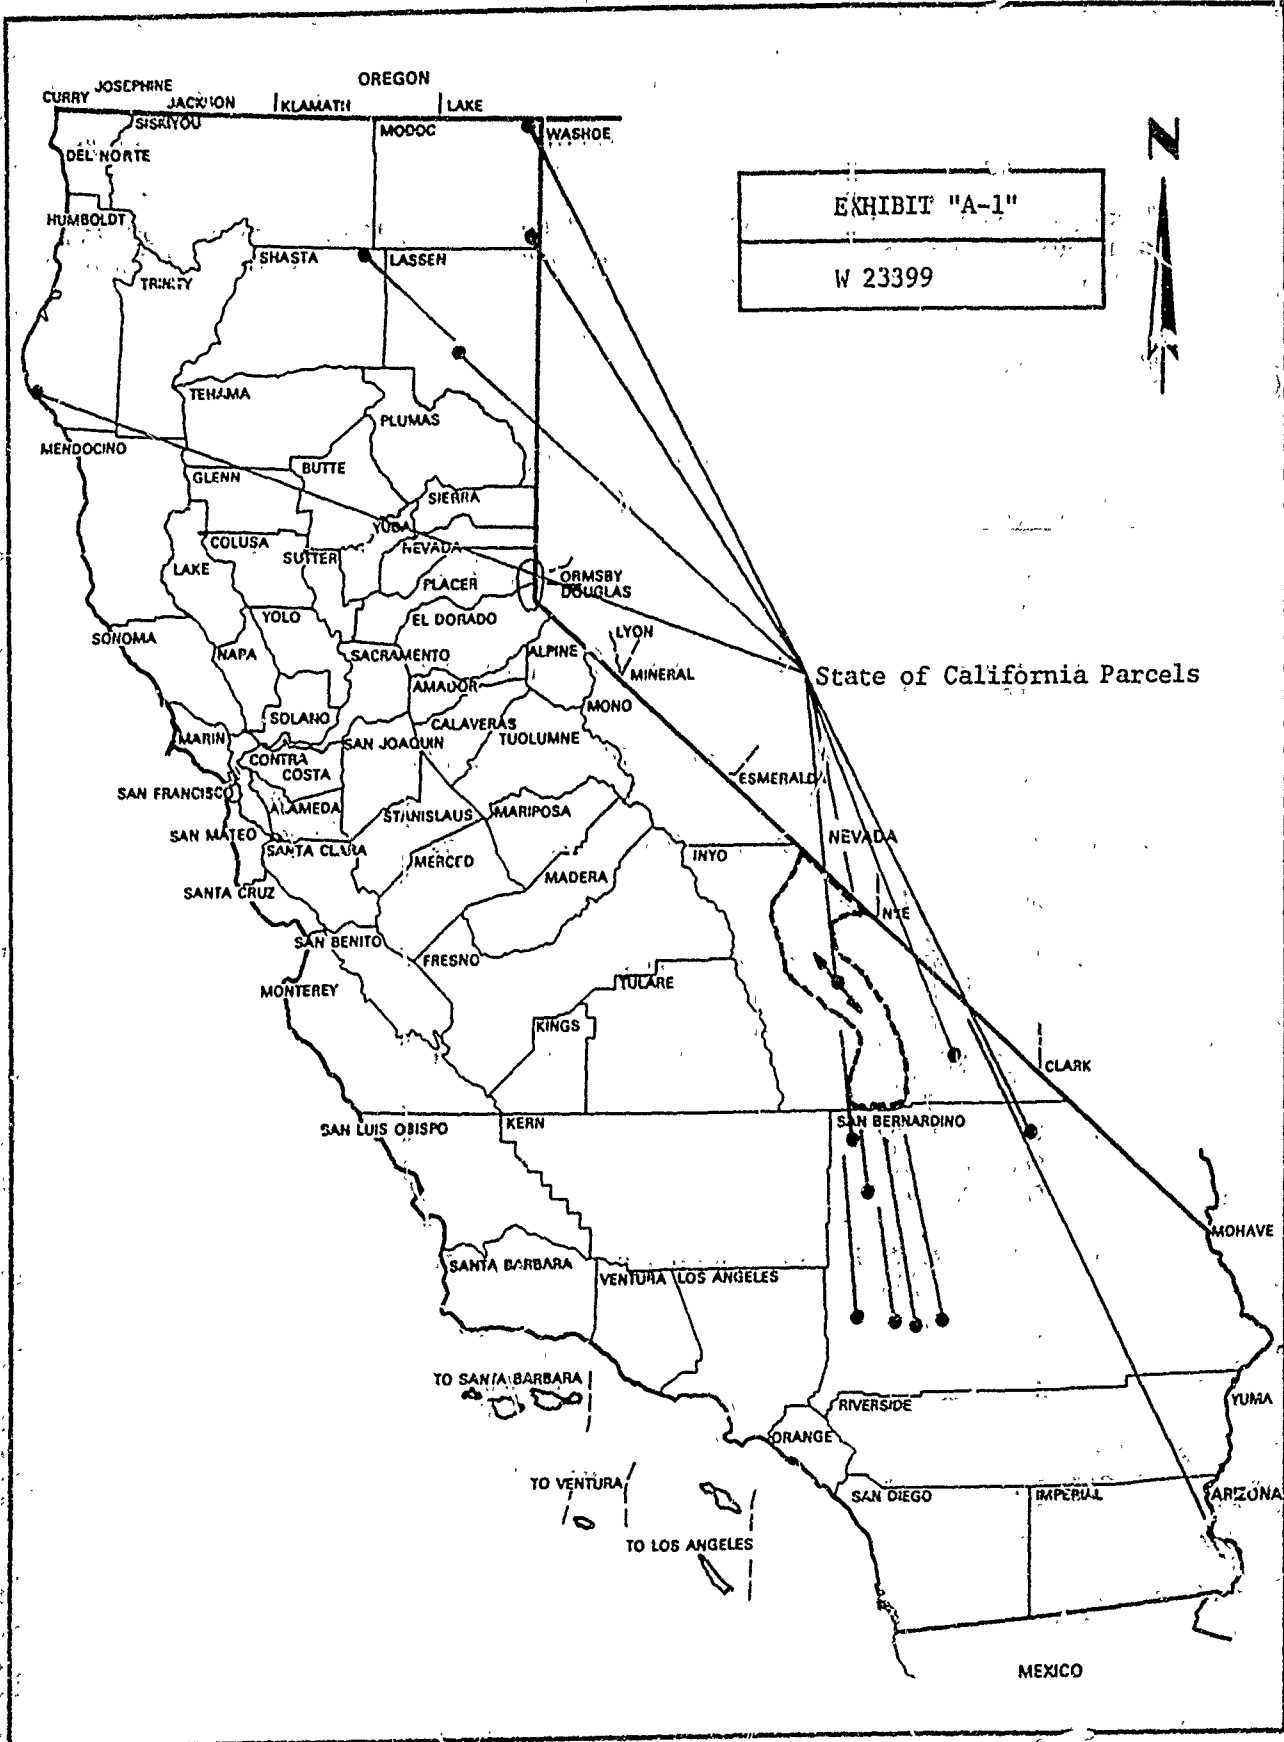 OREGON
JOSEPHINE
CURRY
JACKSON
KLAMATH
LAKE
SISKIYOU
MODOC
WASHOE
DEL NORTE
N
EXHIBIT "A-1"
W 23399
HUMBOLDT
SHASTA
LASSEN
TRINITY
TEHAMA
PLUMAS
MENDOCINO
BUTTE
GLENN
SIERRA
YUBA
COLUSA
SUTTER
NEVADA
LAKE
PLACER
ORMSBY
DOUGLAS
YOLO
EL DORADO
SONOMA
NAPA
SACRAMENTO
ALPINE
LYON
MINERAL
State of California Parcels
AMADOR
SOLANO
CALAVERAS
MONO
MARIN
SAN JOAQUIN
TUOLUMNE
CONTRA
COSTA
ESMERALDA
SAN FRANCISCO
ALAMEDA
STANISLAUS
MARIPOSA
SAN MATEO
SANTA CLARA
MERCED
INYO
NEVADA
MADERA
SANTA CRUZ
NYE
SAN BENITO
FRESNO
MONTEREY
TULARE
KINGS
CLARK
SAN LUIS OBISPO
KERN
SAN BERNARDINO
MOHAVE
SANTA BARBARA
VENTURA
LOS ANGELES
TO SANTA BARBARA
RIVERSIDE
YUMA
ORANGE
TO VENTURA
SAN DIEGO
IMPERIAL
ARIZONA
TO LOS ANGELES
MEXICO